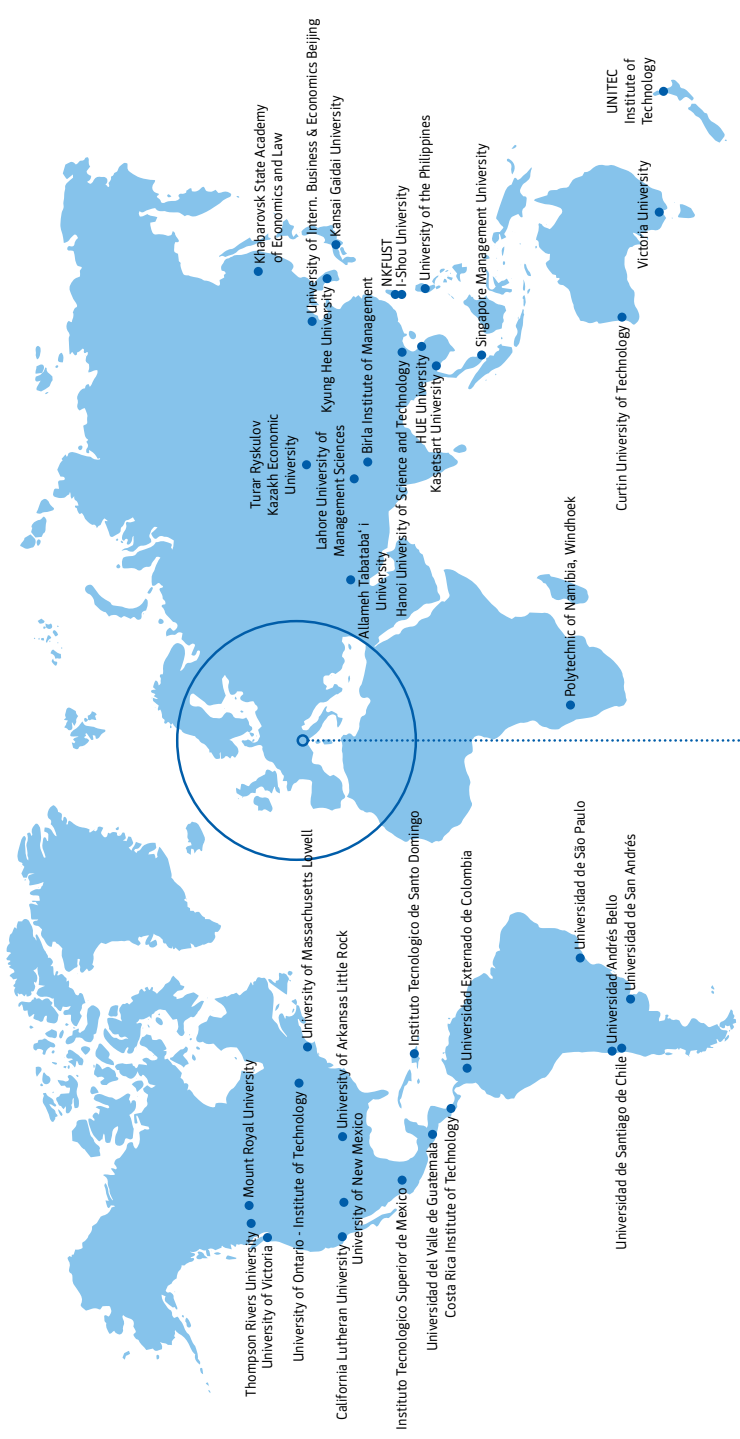 Thompson Rivers University
University of Victoria
Mount Royal University
University of Ontario - Institute of Technology
University of Massachusetts Lowell
California Lutheran University
University of New Mexico
University of Arkansas Little Rock
Instituto Tecnologico Superior de Mexico
Instituto Tecnologico de Santo Domingo
Universidad del Valle de Guatemala
Costa Rica Institute of Technology
Universidad Externado de Colombia
Universidad de São Paulo
Universidad Andrés Bello
Universidad de Santiago de Chile
Universidad de San Andrés
Polytechnic of Namibia, Windhoek
Khabarovsk State Academy
of Economics and Law
Turar Ryskulov
Kazakh Economic
University
University of Intern. Business & Economics Beijing
Kyung Hee University
Kansai Gaidai University
Lahore University of
Management Sciences
Allameh Tabataba' i
University
Birla Institute of Management
NKFUST
I-Shou University
Hanoi University of Science and Technology
HUE University
Kasetsart University
University of the Philippines
Singapore Management University
Curtin University of Technology
Victoria University
UNITEC
Institute of
Technology